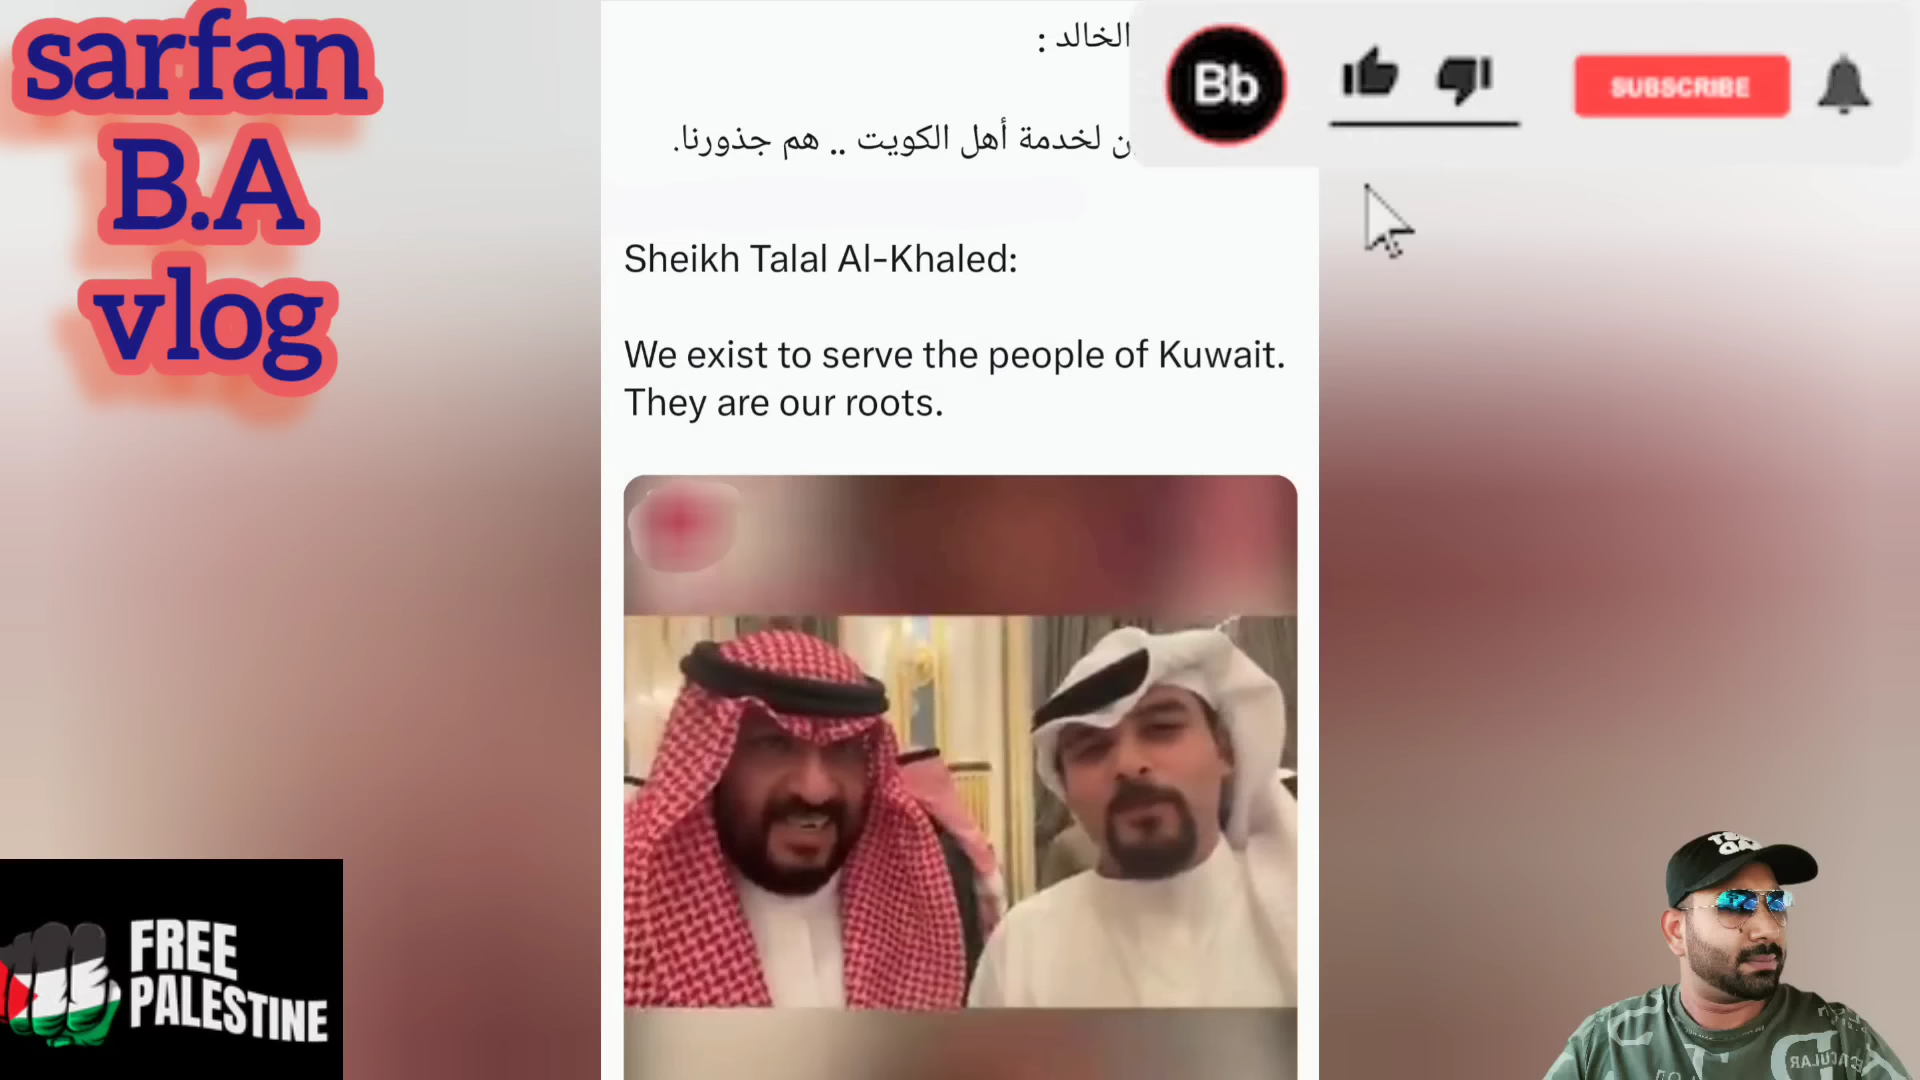 sarfan
B.A
vlog
الخالد :
لخدمة أهل الكويت .. هم جذورنا.
Bb
SUBSCRIBE
Sheikh Talal Al-Khaled:
We exist to serve the people of Kuwait.
They are our roots.
FREE
PALESTINE